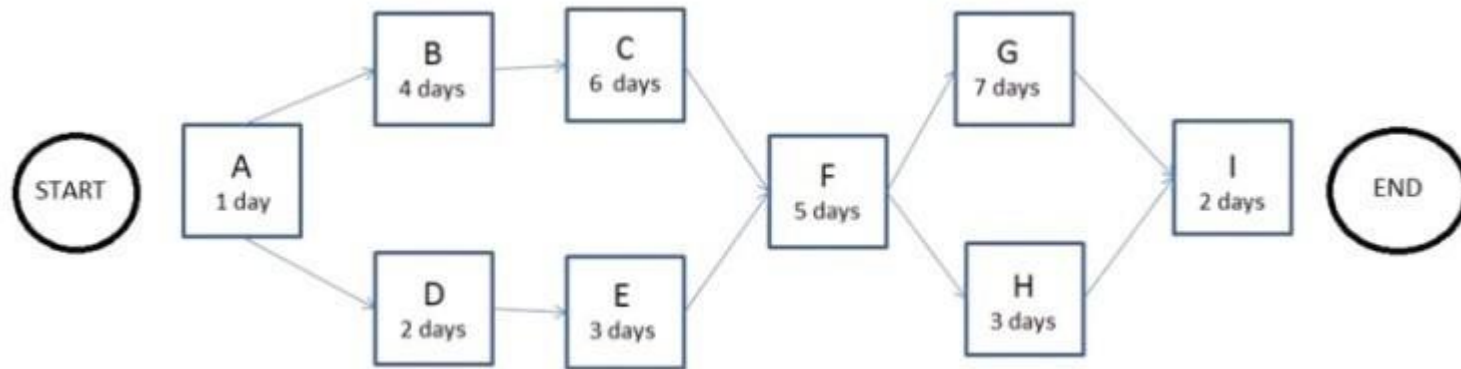 START
A
1 day
B
4 days
C
6 days
D
2 days
E
3 days
F
5 days
G
7 days
H
3 days
I
2 days
END